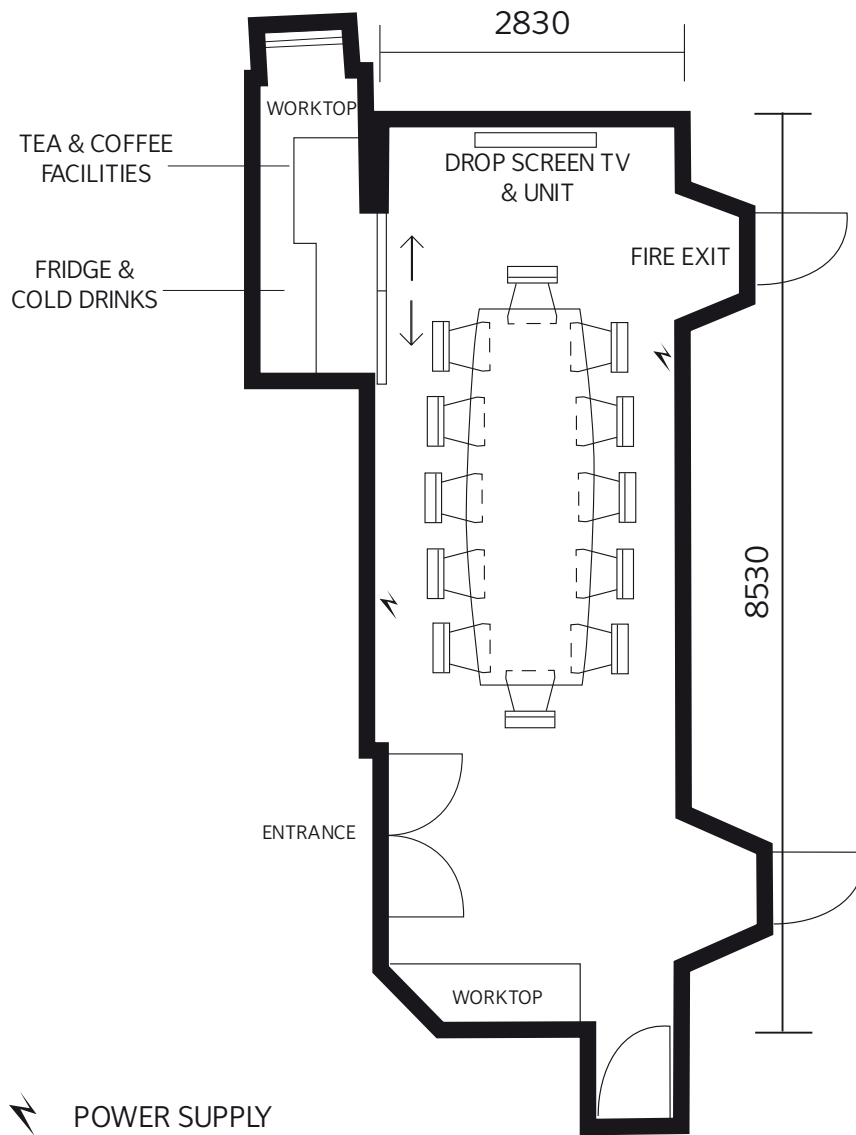 2830
WORKTOP
TEA & COFFEE
FACILITIES
DROP SCREEN TV
& UNIT
FIRE EXIT
FRIDGE &
COLD DRINKS
8530
ENTRANCE
WORKTOP
POWER SUPPLY